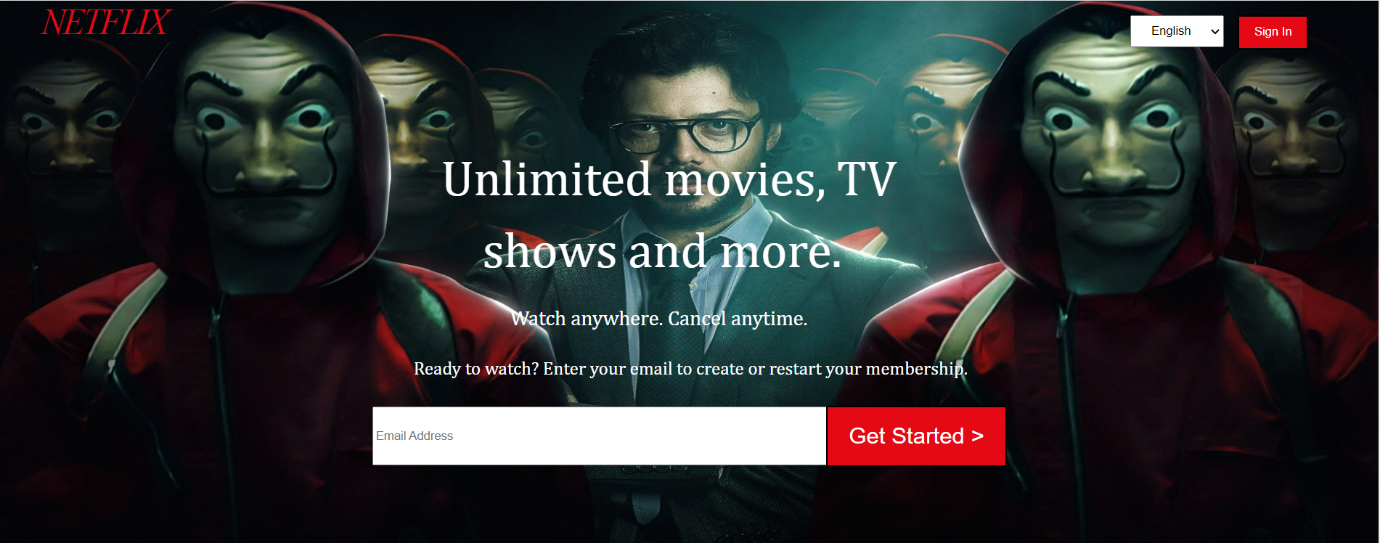 NETFLIX
English
Sign In
Unlimited movies, TV
shows and more.
Watch anywhere. Cancel anytime.
Ready to watch? Enter your email to create or restart your membership.
Email Address
Get Started >